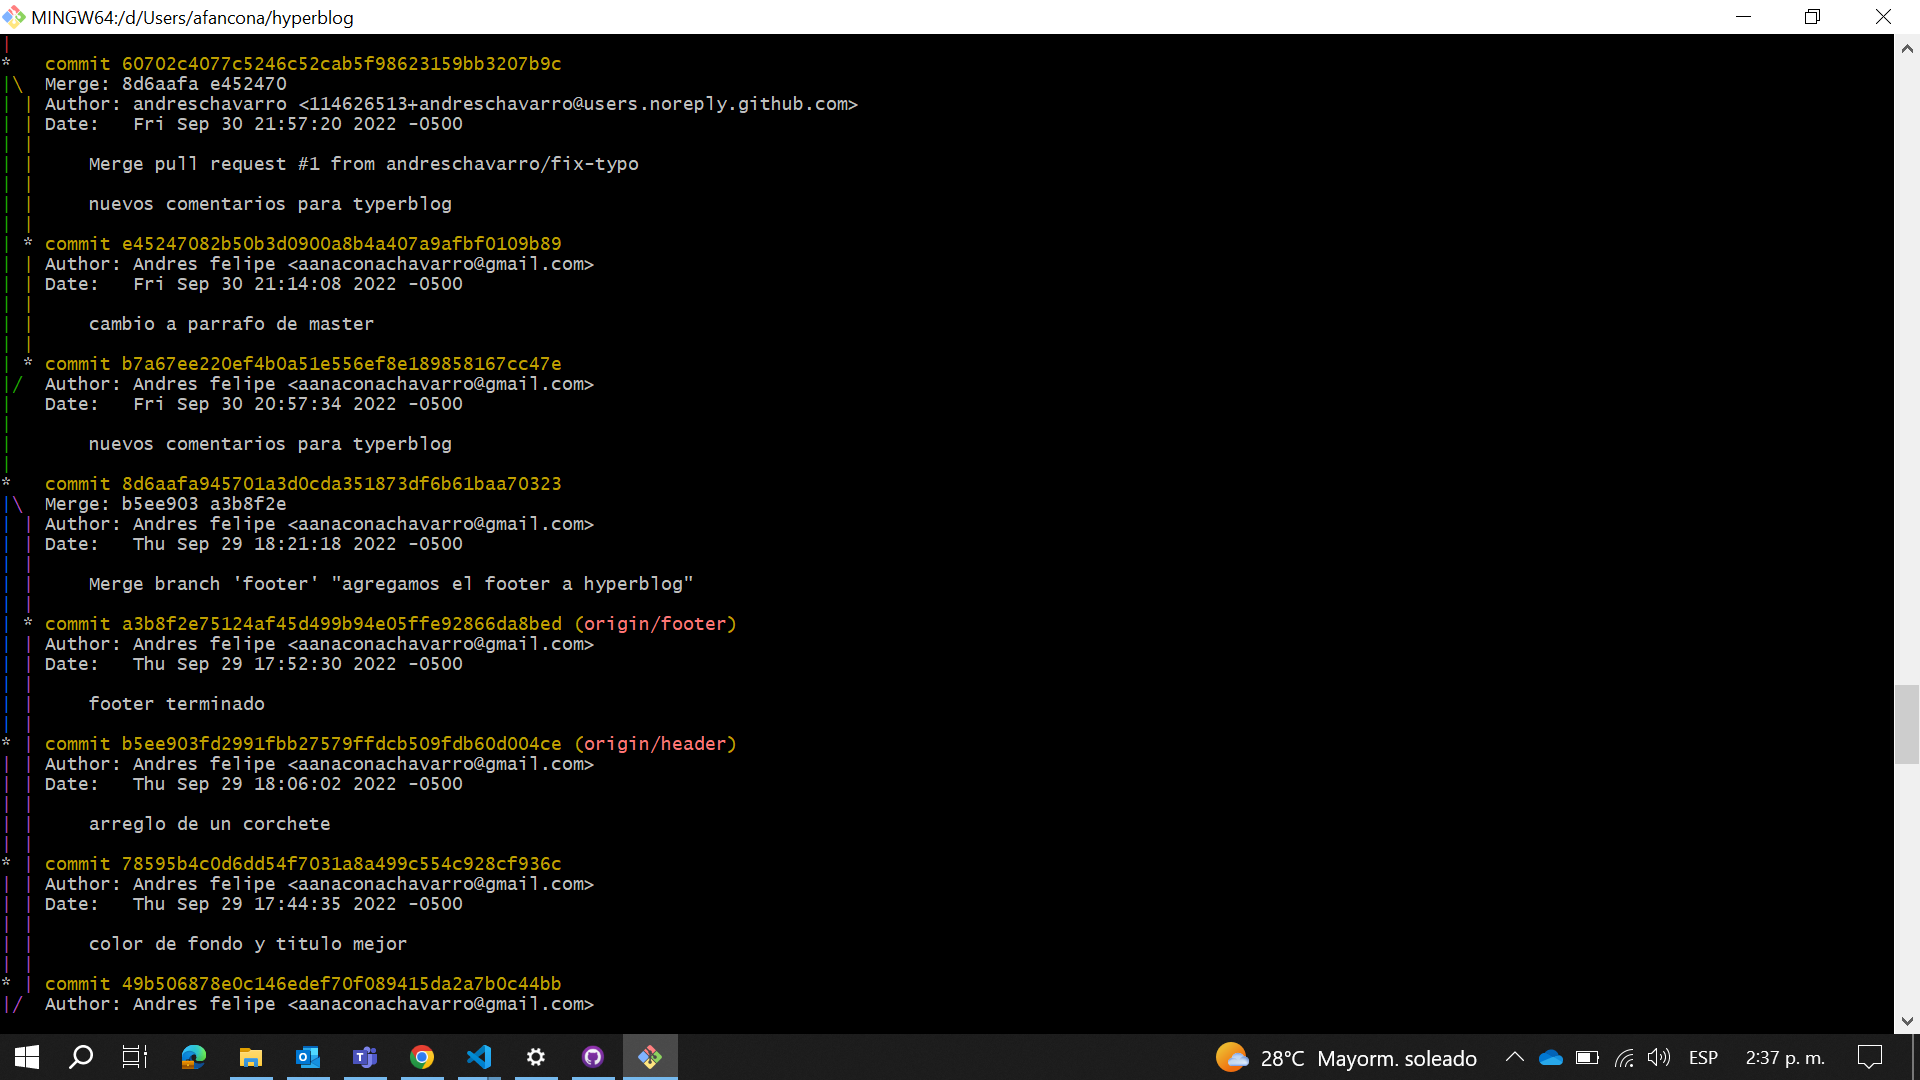 MINGW64:/d/Users/afancona/hyperblog
|
*   commit 60702c4077c5246c52cab5f98623159bb3207b9c
|\  Merge: 8d6aafa e452470
| | Author: andreschavarro <114626513+andreschavarro@users.noreply.github.com>
| | Date:   Fri Sep 30 21:57:20 2022 -0500
| |
| |     Merge pull request #1 from andreschavarro/fix-typo
| |
| |     nuevos comentarios para typerblog
| |
| * commit e45247082b50b3d0900a8b4a407a9afbf0109b89
| | Author: Andres felipe <aanaconachavarro@gmail.com>
| | Date:   Fri Sep 30 21:14:08 2022 -0500
| |
| |     cambio a parrafo de master
| |
| * commit b7a67ee220ef4b0a51e556ef8e189858167cc47e
|/  Author: Andres felipe <aanaconachavarro@gmail.com>
|   Date:   Fri Sep 30 20:57:34 2022 -0500
|
|       nuevos comentarios para typerblog
|
*   commit 8d6aafa945701a3d0cda351873df6b61baa70323
|\  Merge: b5ee903 a3b8f2e
| | Author: Andres felipe <aanaconachavarro@gmail.com>
| | Date:   Thu Sep 29 18:21:18 2022 -0500
| |
| |     Merge branch 'footer' "agregamos el footer a hyperblog"
| |
| * commit a3b8f2e75124af45d499b94e05ffe92866da8bed (origin/footer)
| | Author: Andres felipe <aanaconachavarro@gmail.com>
| | Date:   Thu Sep 29 17:52:30 2022 -0500
| |
| |     footer terminado
| |
* | commit b5ee903fd2991fbb27579ffdcb509fdb60d004ce (origin/header)
| | Author: Andres felipe <aanaconachavarro@gmail.com>
| | Date:   Thu Sep 29 18:06:02 2022 -0500
| |
| |     arreglo de un corchete
| |
* | commit 78595b4c0d6dd54f7031a8a499c554c928cf936c
| | Author: Andres felipe <aanaconachavarro@gmail.com>
| | Date:   Thu Sep 29 17:44:35 2022 -0500
| |
| |     color de fondo y titulo mejor
| |
* | commit 49b506878e0c146edef70f089415da2a7b0c44bb
|/  Author: Andres felipe <aanaconachavarro@gmail.com>
28°C Mayorm. soleado ESP 2:37 p. m.